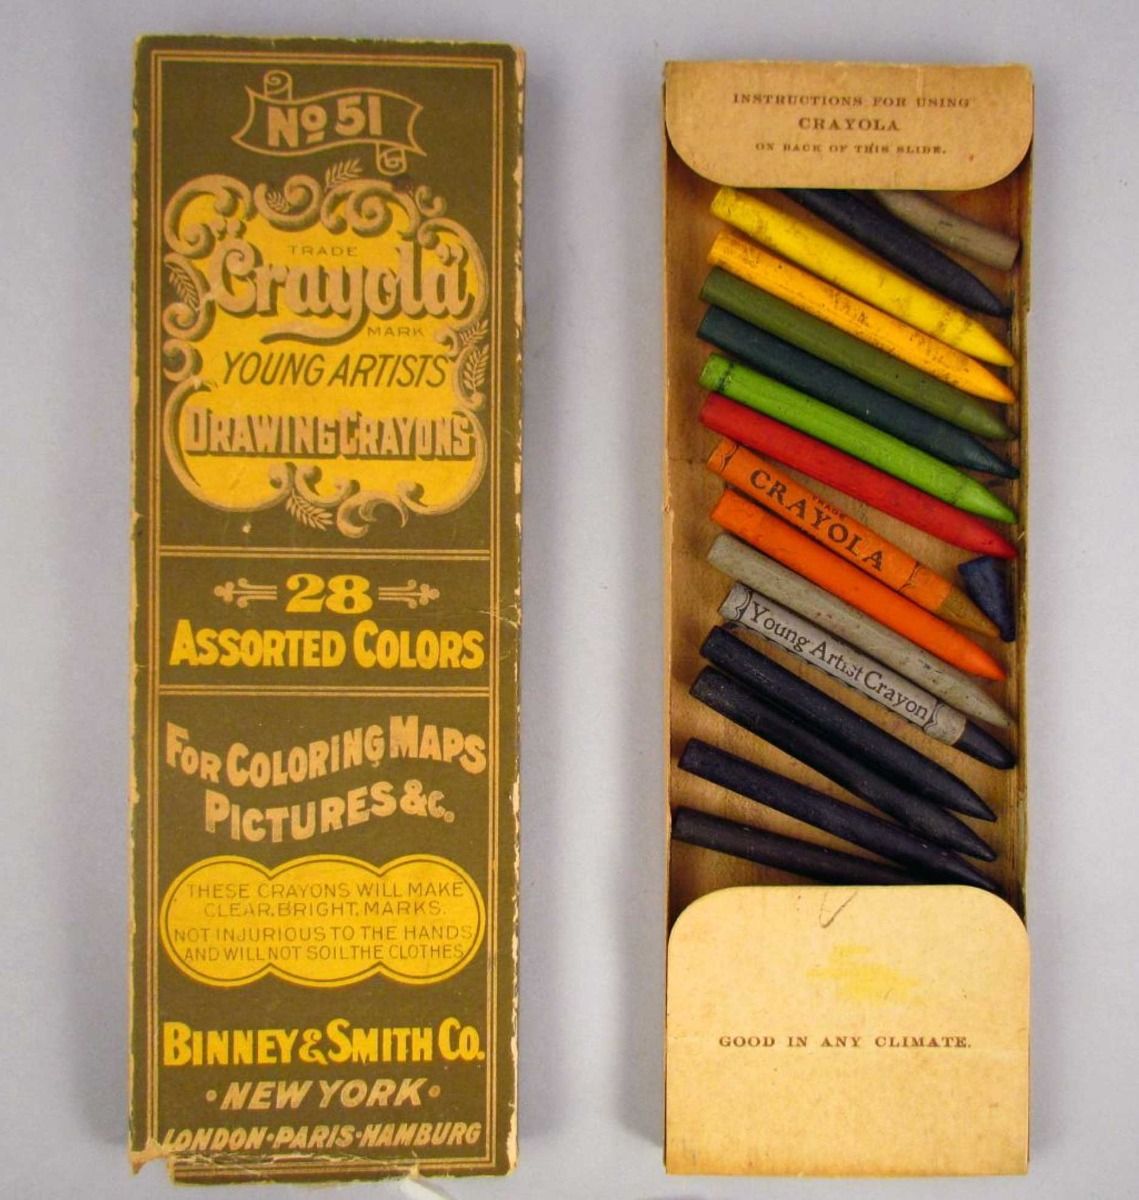 No 51
TRADE
"Crayola"
MARK
YOUNG ARTISTS
DRAWING CRAYONS
28
ASSORTED COLORS
FOR COLORING MAPS
PICTURES &c.
THESE CRAYONS WILL MAKE
CLEAR, BRIGHT, MARKS.
NOT INJURIOUS TO THE HANDS
AND WILL NOT SOIL THE CLOTHES
BINNEY & SMITH CO.
NEW YORK
LONDON-PARIS-HAMBURG
INSTRUCTIONS FOR USING
CRAYOLA
ON BACK OF THIS SLIDE.
TRADE
CRAYOLA
Young Artist Crayon
GOOD IN ANY CLIMATE.